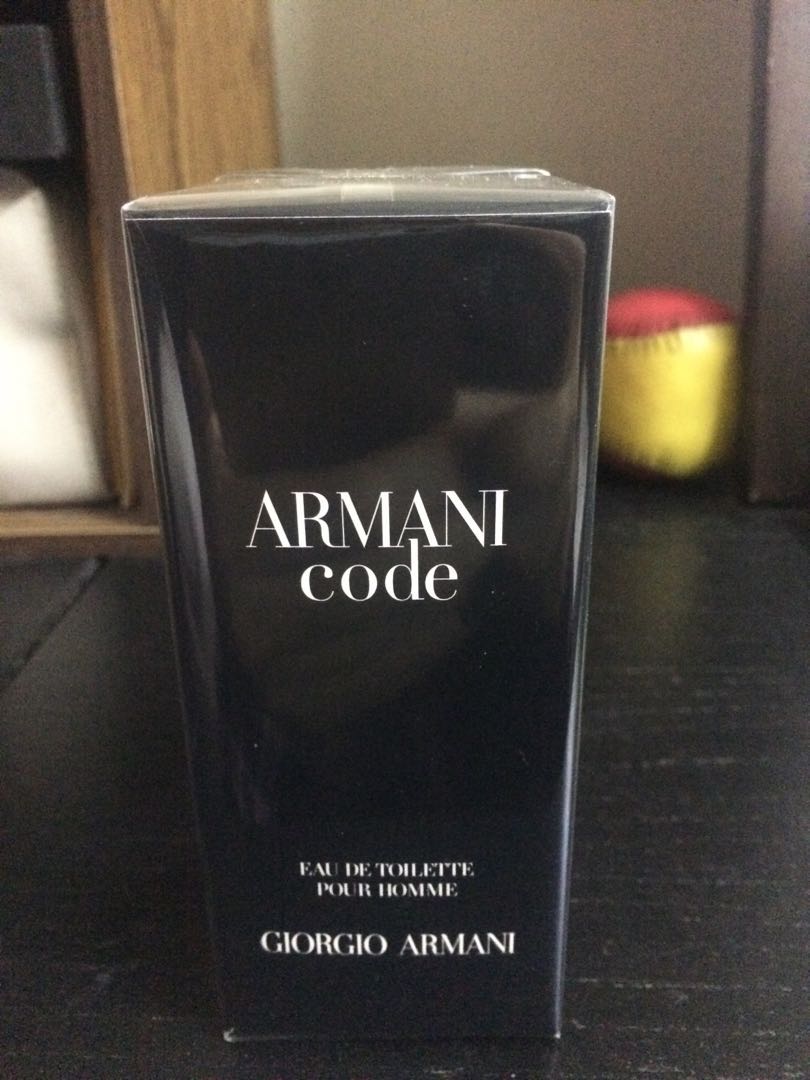 ARMANI
code
EAU DE TOILETTE
POUR HOMME
GIORGIO ARMANI